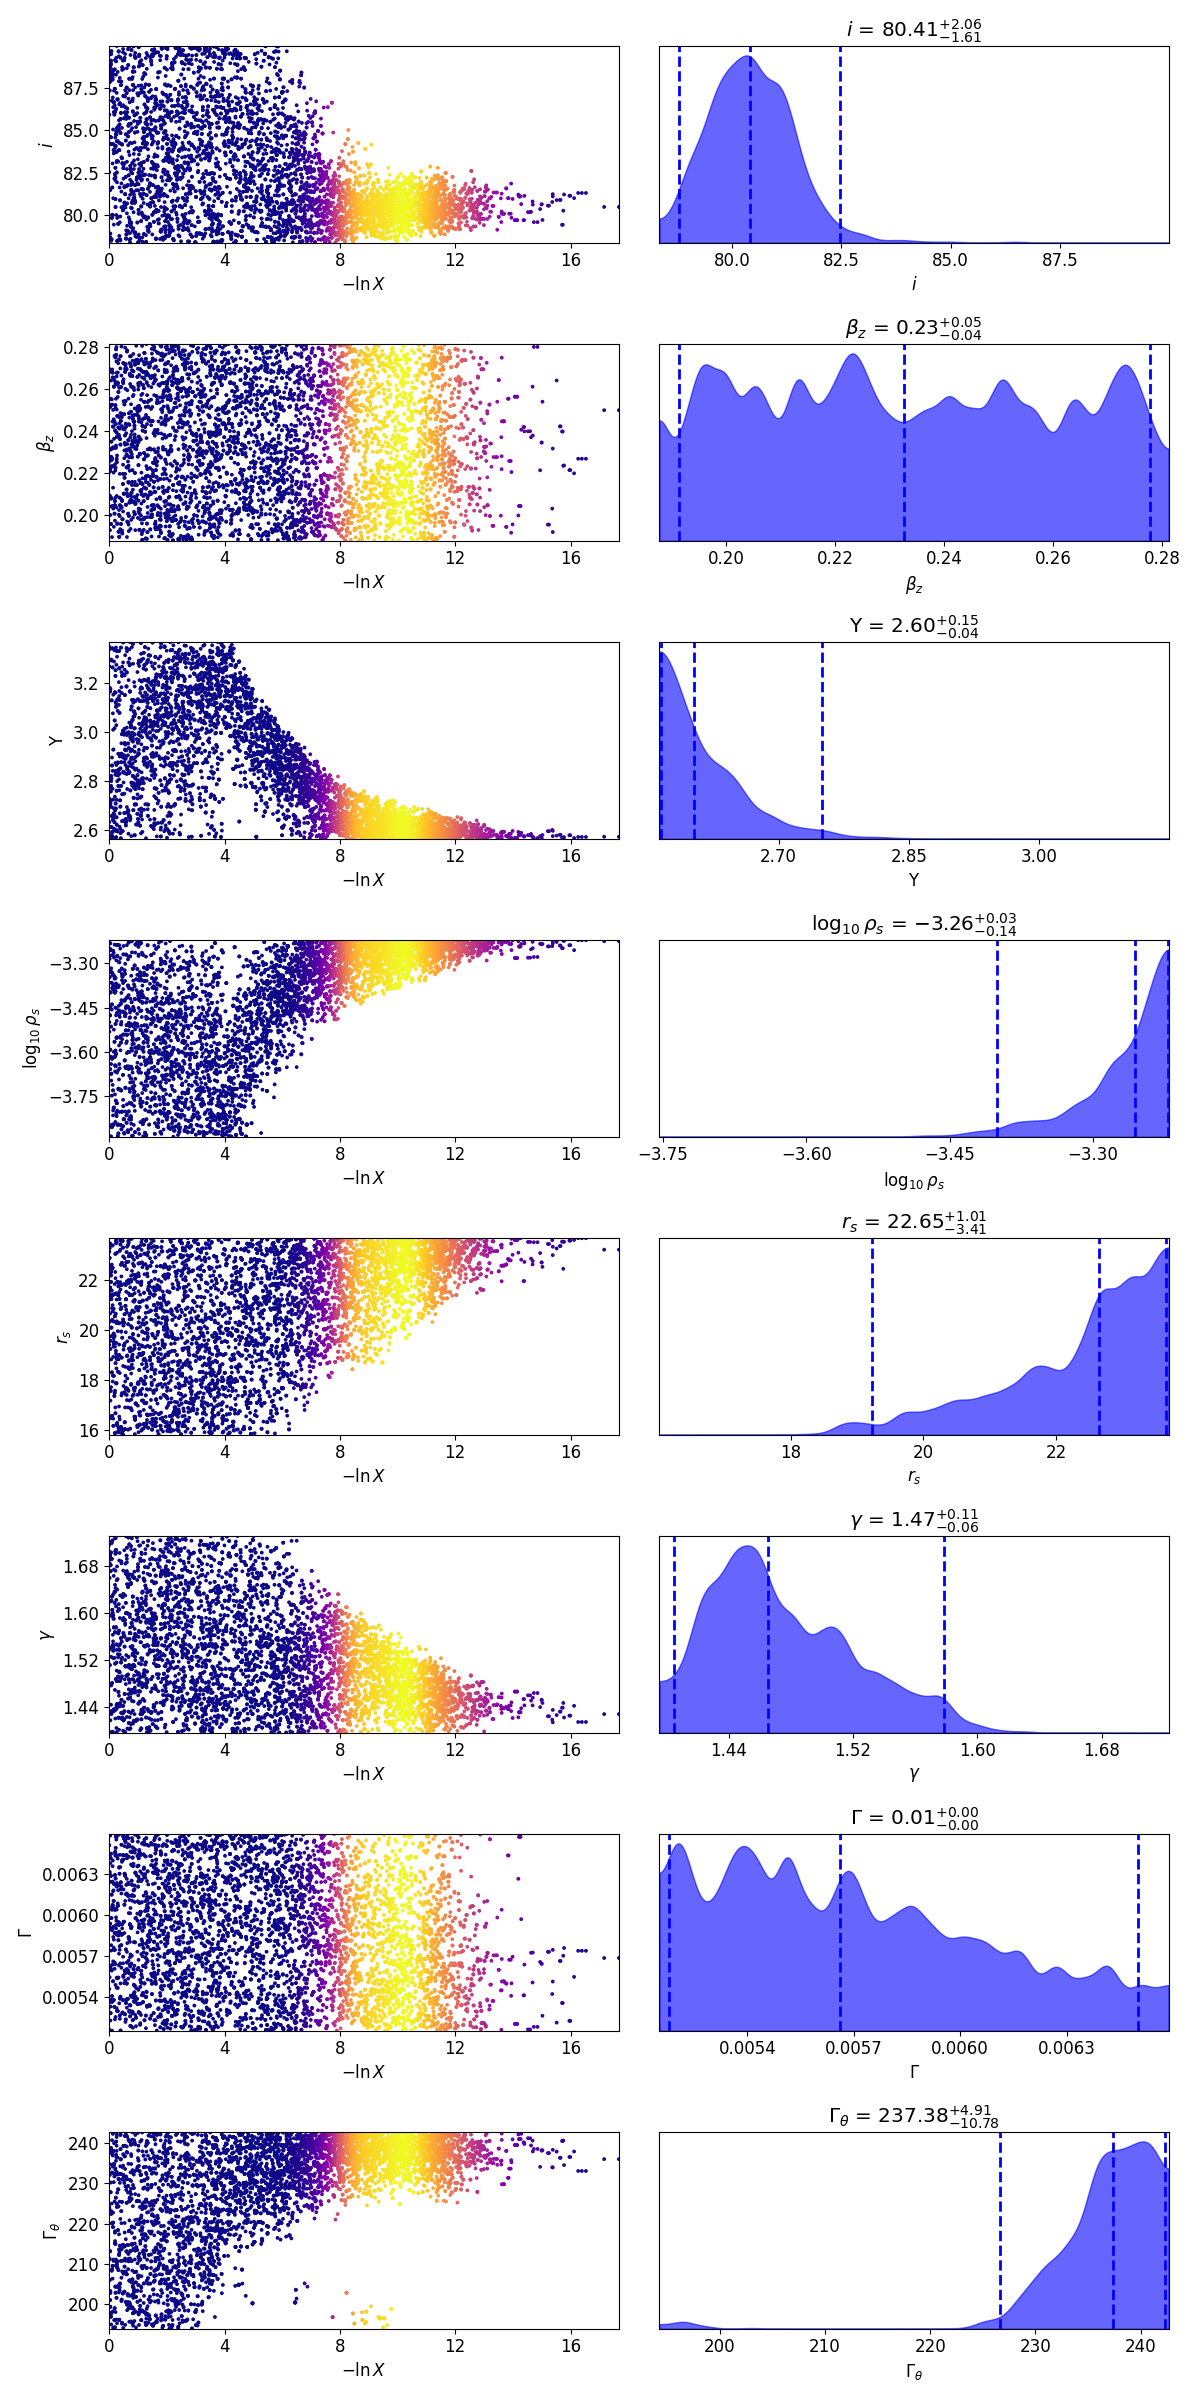 i = 80.41 +2.06 −1.61
87.5
85.0
82.5
80.0
i
0 4 8 12 16
80.0 82.5 85.0 87.5
−ln X
i
β_z = 0.23 +0.05 −0.04
0.28
0.26
0.24
0.22
0.20
β_z
0 4 8 12 16
0.20 0.22 0.24 0.26 0.28
−ln X
β_z
Υ = 2.60 +0.15 −0.04
3.2
3.0
2.8
2.6
Υ
0 4 8 12 16
2.70 2.85 3.00
−ln X
Υ
log₁₀ ρ_s = −3.26 +0.03 −0.14
−3.30
−3.45
−3.60
−3.75
log₁₀ ρ_s
0 4 8 12 16
−3.75 −3.60 −3.45 −3.30
−ln X
log₁₀ ρ_s
r_s = 22.65 +1.01 −3.41
22
20
18
16
r_s
0 4 8 12 16
18 20 22
−ln X
r_s
γ = 1.47 +0.11 −0.06
1.68
1.60
1.52
1.44
γ
0 4 8 12 16
1.44 1.52 1.60 1.68
−ln X
γ
Γ = 0.01 +0.00 −0.00
0.0063
0.0060
0.0057
0.0054
Γ
0 4 8 12 16
0.0054 0.0057 0.0060 0.0063
−ln X
Γ
Γ_θ = 237.38 +4.91 −10.78
240
230
220
210
200
Γ_θ
0 4 8 12 16
200 210 220 230 240
−ln X
Γ_θ